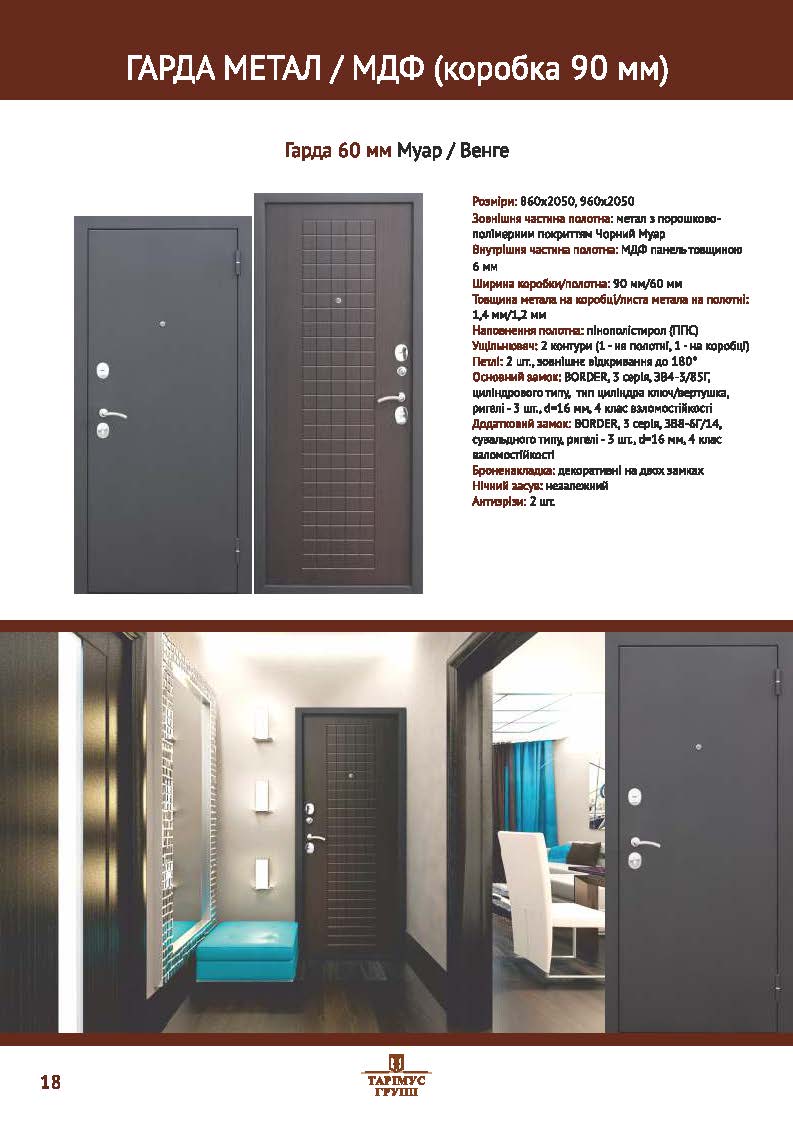 ГАРДА МЕТАЛ / МДФ (коробка 90 мм)
Гарда 60 мм Муар / Венге
Розміри: 860х2050, 960х2050
Зовнішня частина полотна: метал з порошково-
полімерним покриттям Чорний Муар
Внутрішня частина полотна: МДФ панель товщиною
6 мм
Ширина коробки/полотна: 90 мм/60 мм
Товщина метала на коробці/листа метала на полотні:
1,4 мм/1,2 мм
Наповнення полотна: пінополістирол (ППС)
Ущільнювач: 2 контури (1 - на полотні, 1 - на коробці)
Петлі: 2 шт., зовнішнє відкривання до 180°
Основний замок: BORDER, 3 серія, ЗВ4-3/85Г,
циліндрового типу, тип циліндра ключ/вертушка,
ригелі - 3 шт., d=16 мм, 4 клас взломостійкості
Додатковий замок: BORDER, 3 серія, ЗВ8-6Г/14,
сувальдного типу, ригелі - 3 шт., d=16 мм, 4 клас
взломостійкості
Броненакладка: декоративні на двох замках
Нічний засув: незалежний
Антизрізи: 2 шт.
18
ТАРІМУС
ГРУПП